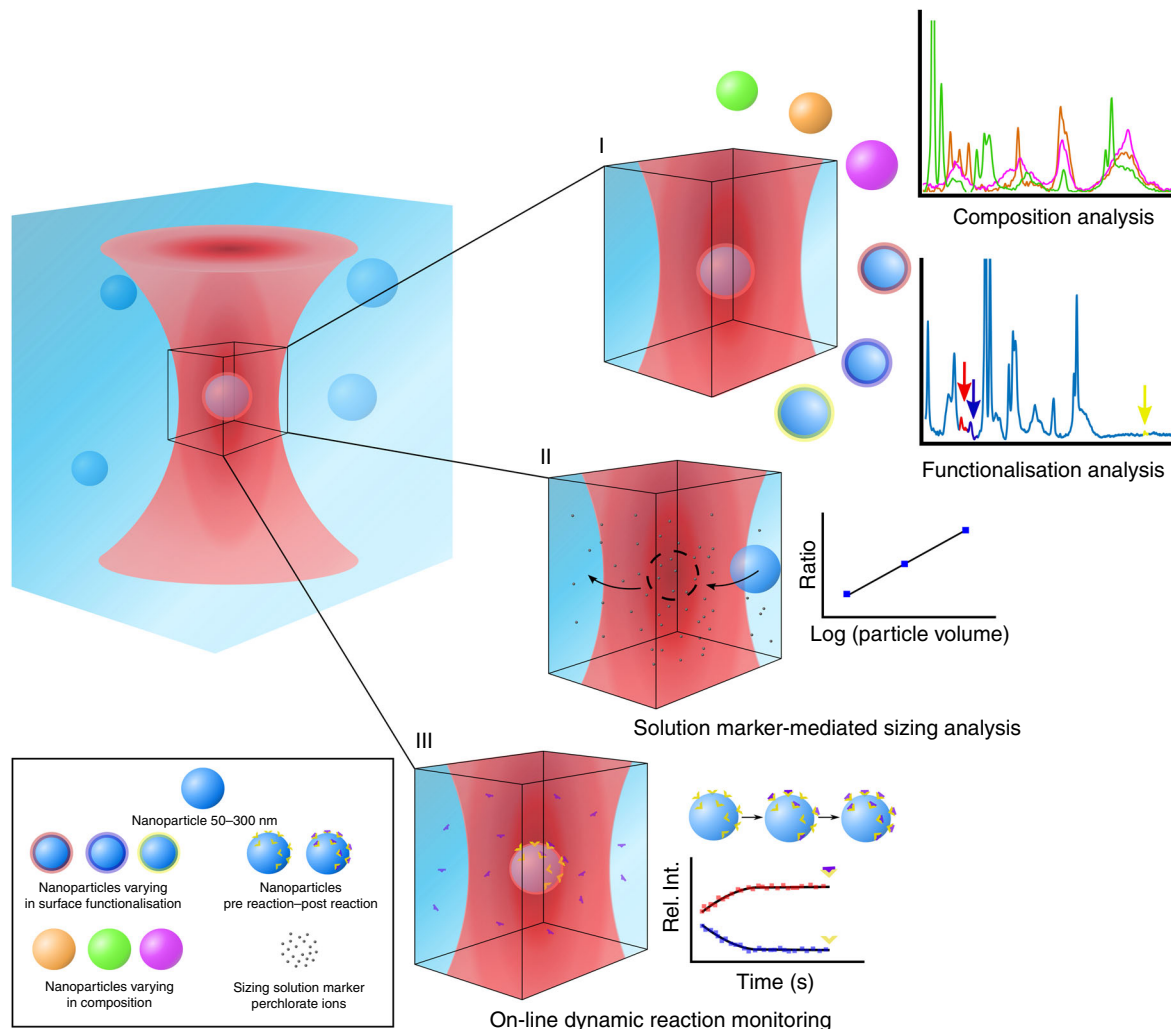 I
Composition analysis
Functionalisation analysis
II
Ratio
Log (particle volume)
Solution marker-mediated sizing analysis
III
Rel. Int.
Time (s)
On-line dynamic reaction monitoring
Nanoparticle 50–300 nm
Nanoparticles varying
in surface functionalisation
Nanoparticles
pre reaction–post reaction
Nanoparticles varying
in composition
Sizing solution marker
perchlorate ions